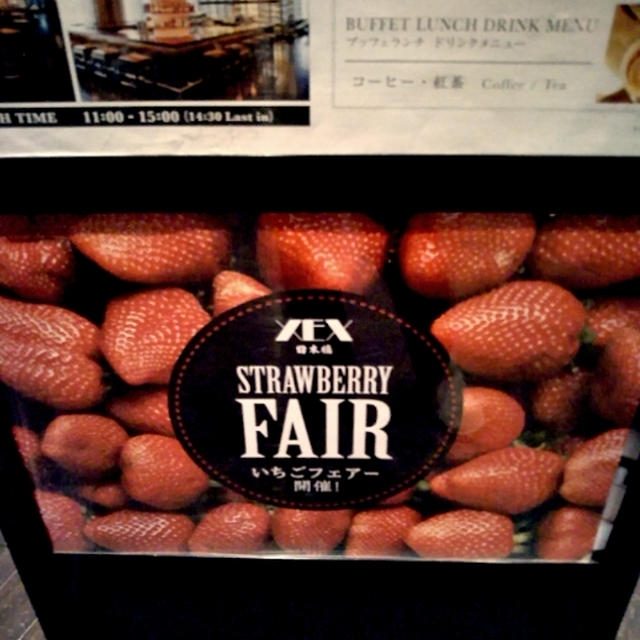 BUFFET LUNCH DRINK MENU
ブッフェランチ ドリンクメニュー
コーヒー・紅茶 Coffee / Tea
H TIME 11:00 - 15:00 (14:30 Last in)
XEX
日本橋
STRAWBERRY
FAIR
いちごフェアー
開催!